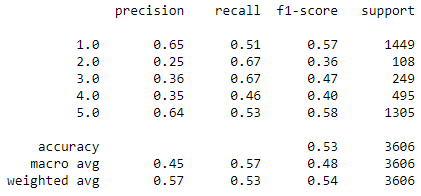 precision recall f1-score support
1.0 0.65 0.51 0.57 1449
2.0 0.25 0.67 0.36 108
3.0 0.36 0.67 0.47 249
4.0 0.35 0.46 0.40 495
5.0 0.64 0.53 0.58 1305
accuracy 0.53 3606
macro avg 0.45 0.57 0.48 3606
weighted avg 0.57 0.53 0.54 3606